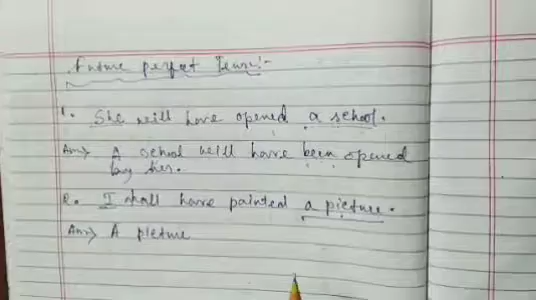 Future perfect Tense:-
1. She will have opened a school.
Ans→ A school will have been opened
by her.
2. I shall have painted a picture.
Ans→ A picture